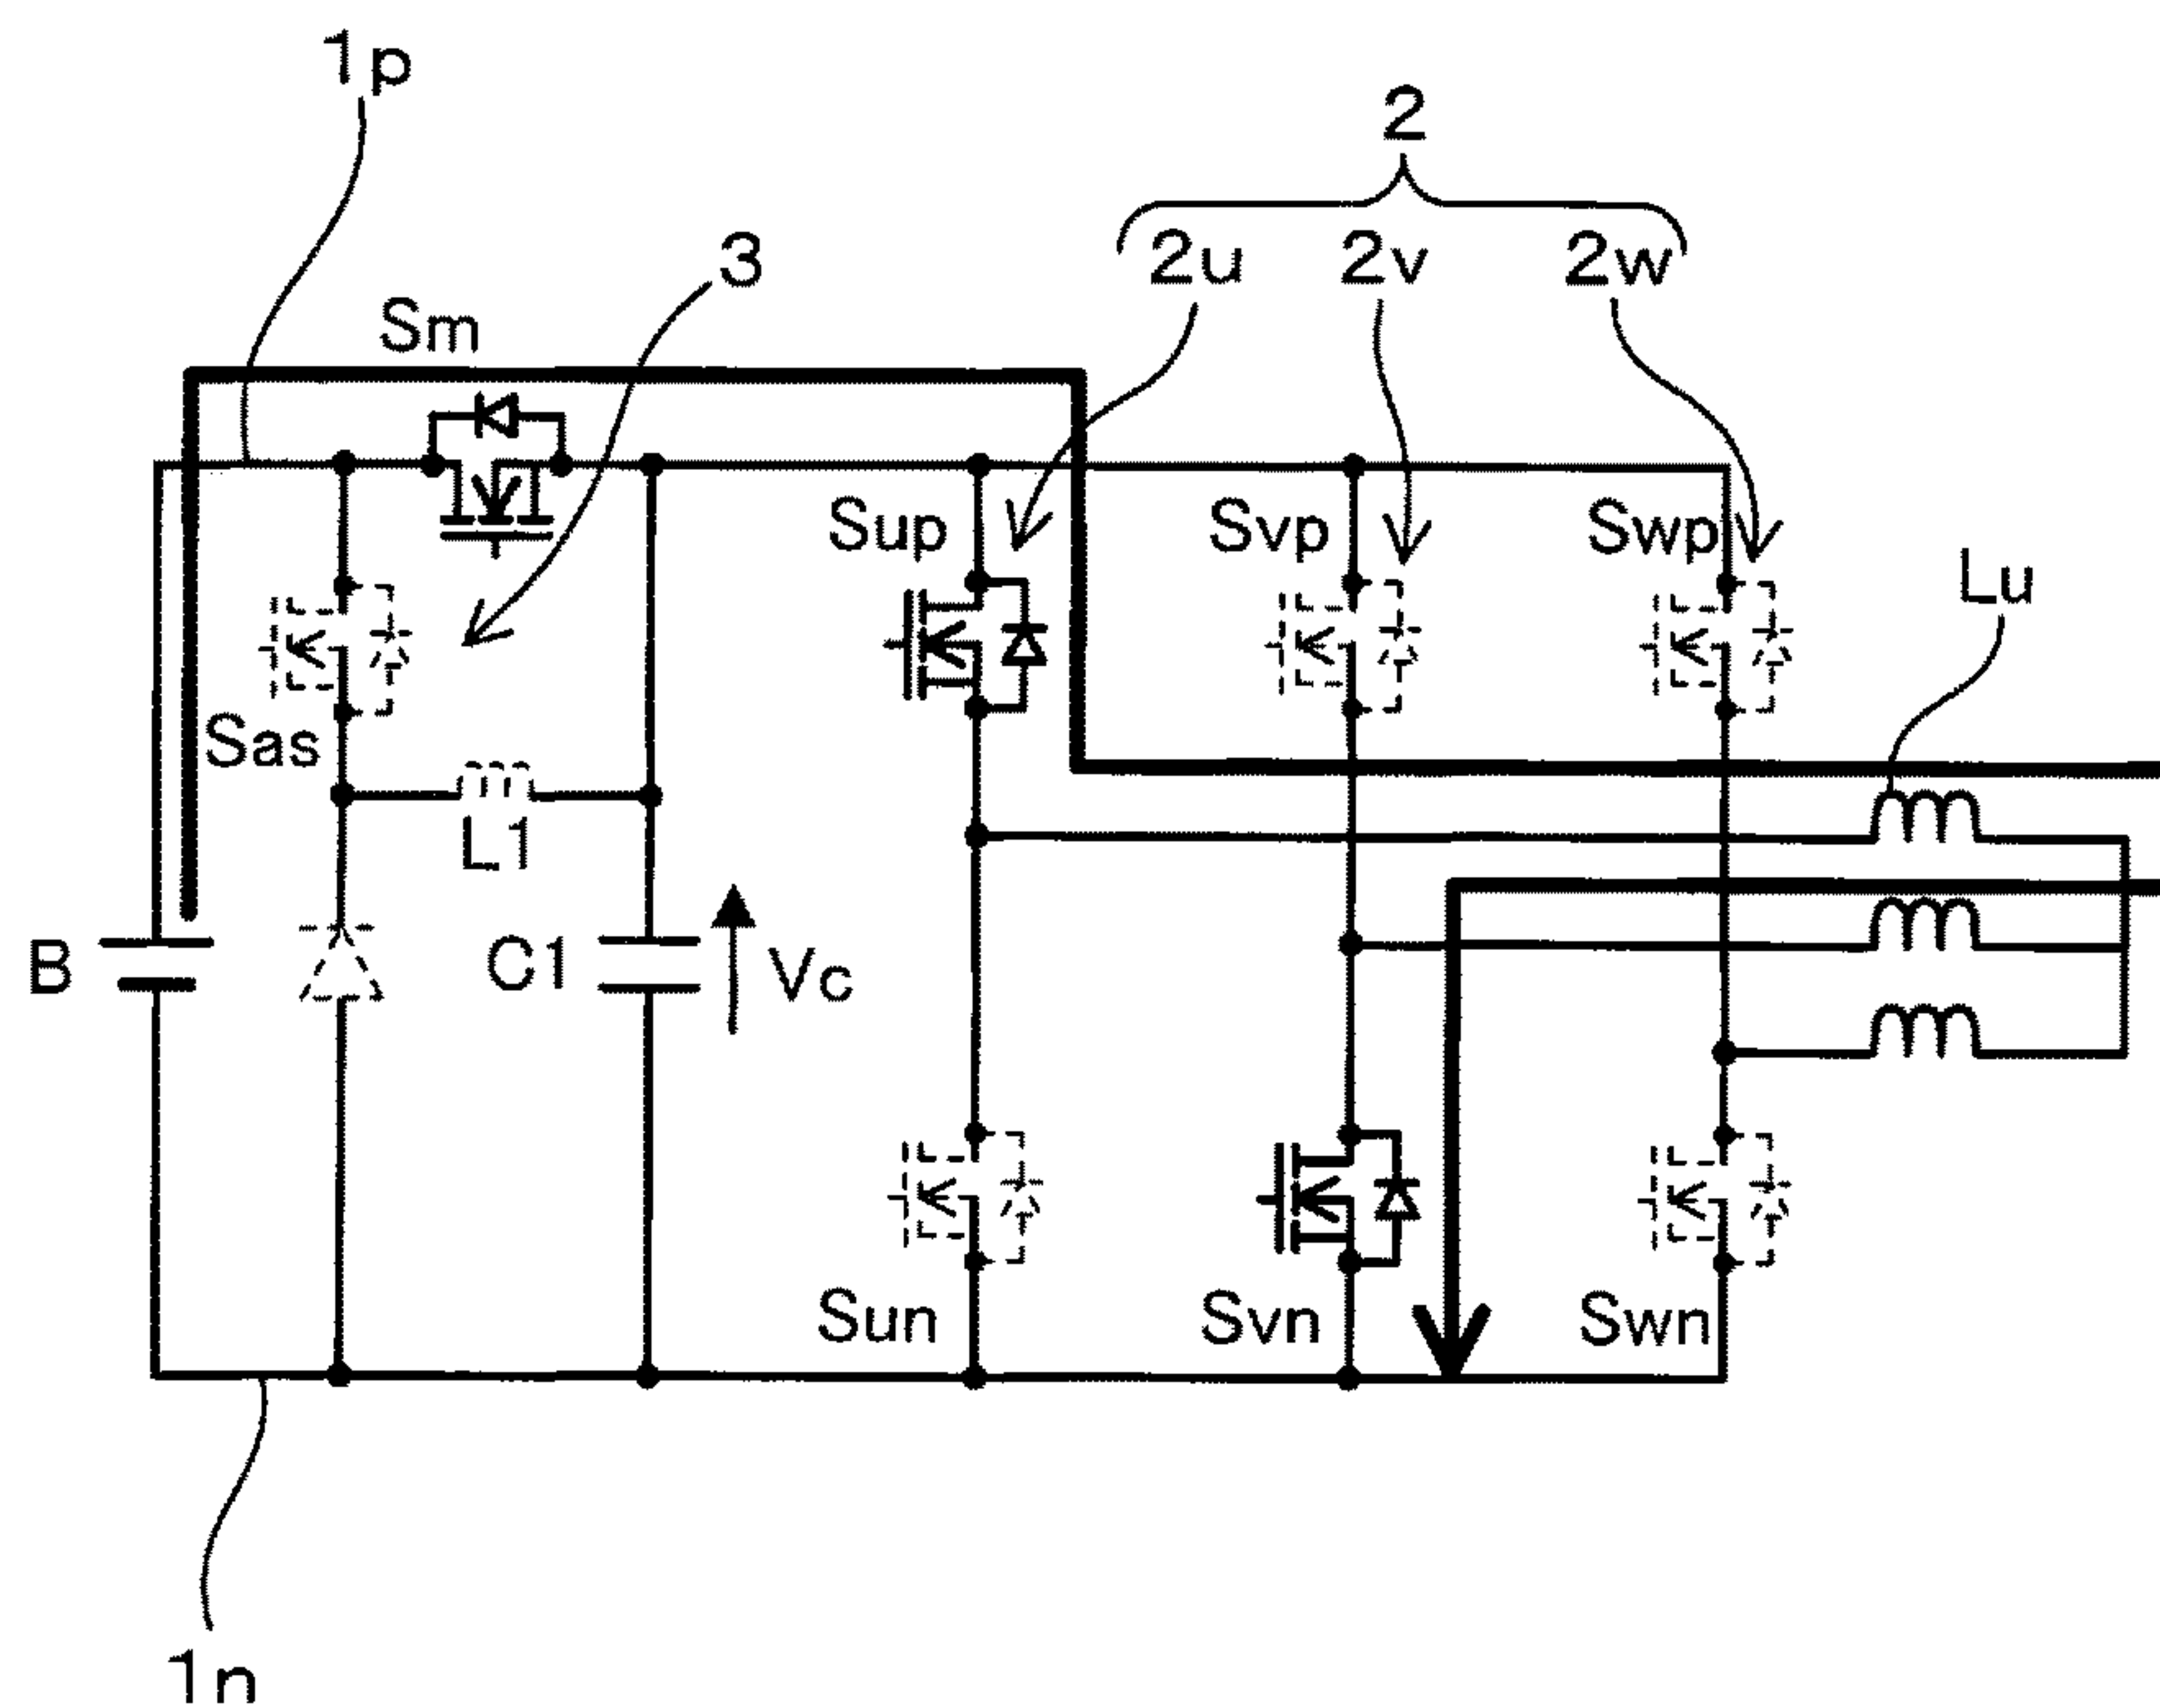 1p
2
3
2u 2v 2w
Sm
Sup Svp Swp
Lu
Sas
L1
B
C1
Vc
Sun Svn Swn
1n